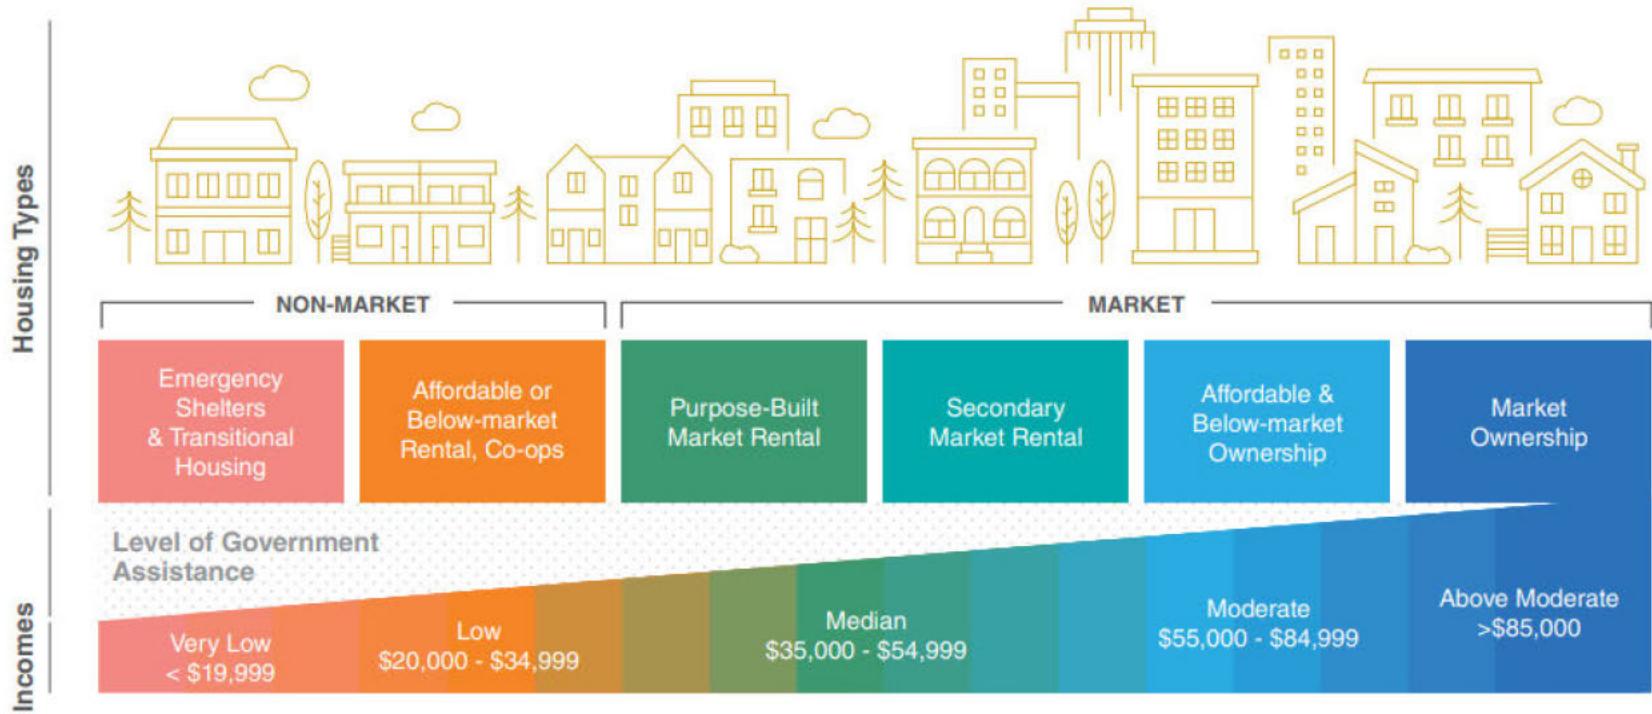 Housing Types
NON-MARKET
MARKET
Emergency
Shelters
& Transitional
Housing
Affordable or
Below-market
Rental, Co-ops
Purpose-Built
Market Rental
Secondary
Market Rental
Affordable &
Below-market
Ownership
Market
Ownership
Level of Government
Assistance
Incomes
Very Low
< $19,999
Low
$20,000 - $34,999
Median
$35,000 - $54,999
Moderate
$55,000 - $84,999
Above Moderate
>$85,000